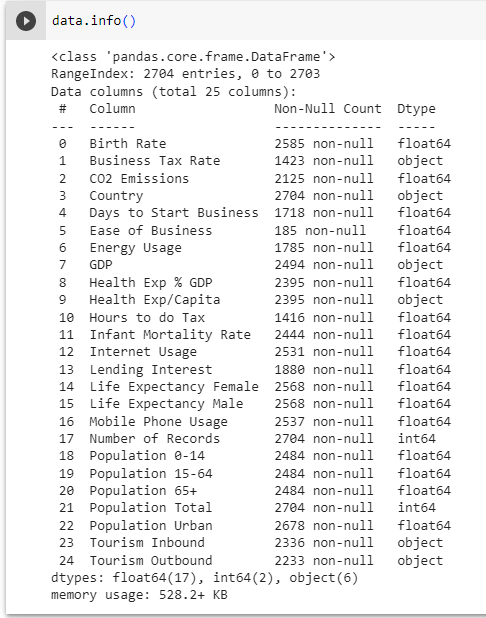 data.info()
<class 'pandas.core.frame.DataFrame'>
RangeIndex: 2704 entries, 0 to 2703
Data columns (total 25 columns):
 #   Column                  Non-Null Count  Dtype
---  ------                  --------------  -----
 0   Birth Rate              2585 non-null   float64
 1   Business Tax Rate       1423 non-null   object
 2   CO2 Emissions           2125 non-null   float64
 3   Country                 2704 non-null   object
 4   Days to Start Business  1718 non-null   float64
 5   Ease of Business        185 non-null    float64
 6   Energy Usage            1785 non-null   float64
 7   GDP                     2494 non-null   object
 8   Health Exp % GDP        2395 non-null   float64
 9   Health Exp/Capita       2395 non-null   object
 10  Hours to do Tax         1416 non-null   float64
 11  Infant Mortality Rate   2444 non-null   float64
 12  Internet Usage          2531 non-null   float64
 13  Lending Interest        1880 non-null   float64
 14  Life Expectancy Female  2568 non-null   float64
 15  Life Expectancy Male    2568 non-null   float64
 16  Mobile Phone Usage      2537 non-null   float64
 17  Number of Records       2704 non-null   int64
 18  Population 0-14         2484 non-null   float64
 19  Population 15-64        2484 non-null   float64
 20  Population 65+          2484 non-null   float64
 21  Population Total        2704 non-null   int64
 22  Population Urban        2678 non-null   float64
 23  Tourism Inbound         2336 non-null   object
 24  Tourism Outbound        2233 non-null   object
dtypes: float64(17), int64(2), object(6)
memory usage: 528.2+ KB